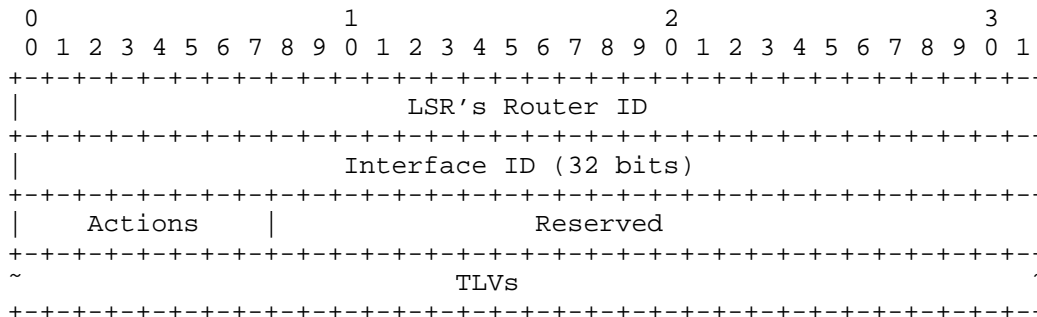 0                   1                   2                   3
 0 1 2 3 4 5 6 7 8 9 0 1 2 3 4 5 6 7 8 9 0 1 2 3 4 5 6 7 8 9 0 1
+-+-+-+-+-+-+-+-+-+-+-+-+-+-+-+-+-+-+-+-+-+-+-+-+-+-+-+-+-+-+-+-
|                       LSR's Router ID
+-+-+-+-+-+-+-+-+-+-+-+-+-+-+-+-+-+-+-+-+-+-+-+-+-+-+-+-+-+-+-+-
|                    Interface ID (32 bits)
+-+-+-+-+-+-+-+-+-+-+-+-+-+-+-+-+-+-+-+-+-+-+-+-+-+-+-+-+-+-+-+-
|    Actions    |                Reserved
+-+-+-+-+-+-+-+-+-+-+-+-+-+-+-+-+-+-+-+-+-+-+-+-+-+-+-+-+-+-+-+-
~                           TLVs                                ~
+-+-+-+-+-+-+-+-+-+-+-+-+-+-+-+-+-+-+-+-+-+-+-+-+-+-+-+-+-+-+-+-